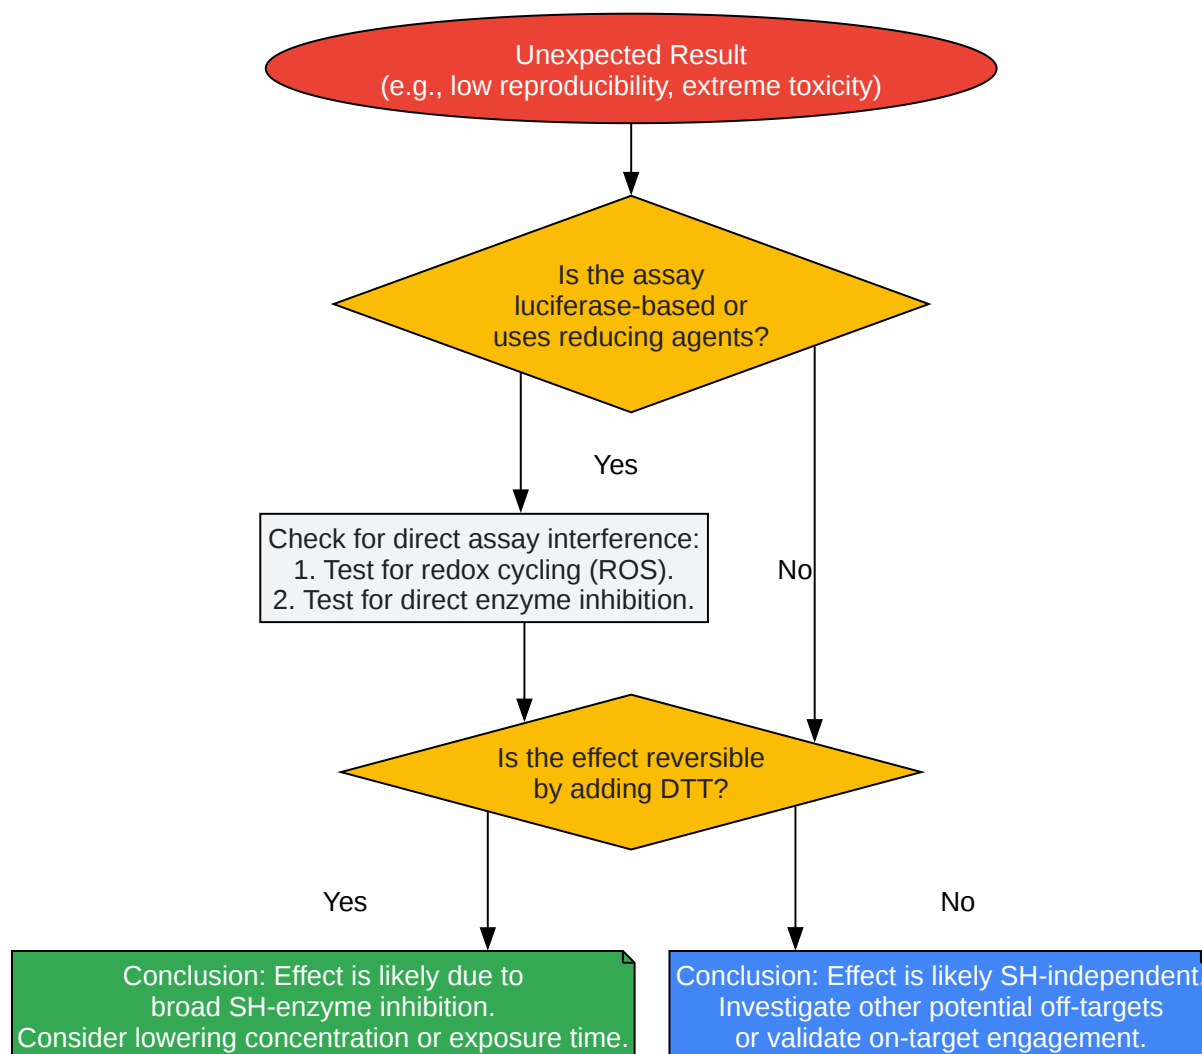 Unexpected Result
(e.g., low reproducibility, extreme toxicity)
Is the assay
luciferase-based or
uses reducing agents?
Yes
Check for direct assay interference:
1. Test for redox cycling (ROS).
2. Test for direct enzyme inhibition.
No
Is the effect reversible
by adding DTT?
Yes
No
Conclusion: Effect is likely due to
broad SH-enzyme inhibition.
Consider lowering concentration or exposure time.
Conclusion: Effect is likely SH-independent.
Investigate other potential off-targets
or validate on-target engagement.